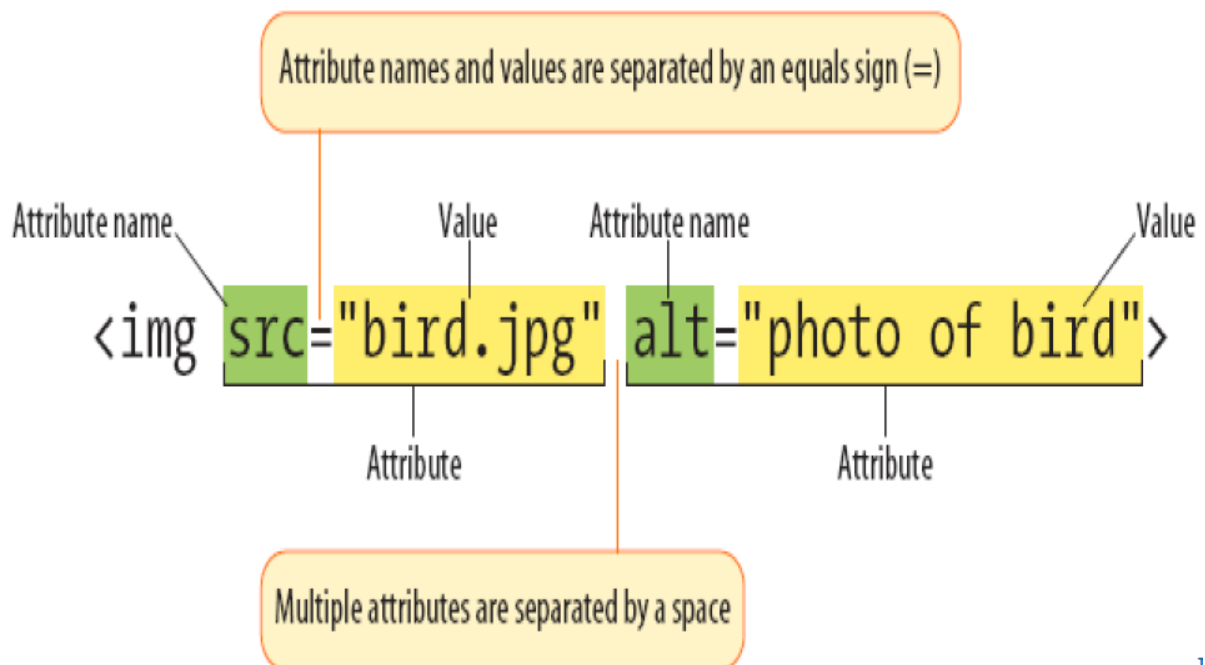 Attribute names and values are separated by an equals sign (=)
Attribute name Value Attribute name Value
<img src="bird.jpg" alt="photo of bird">
Attribute Attribute
Multiple attributes are separated by a space